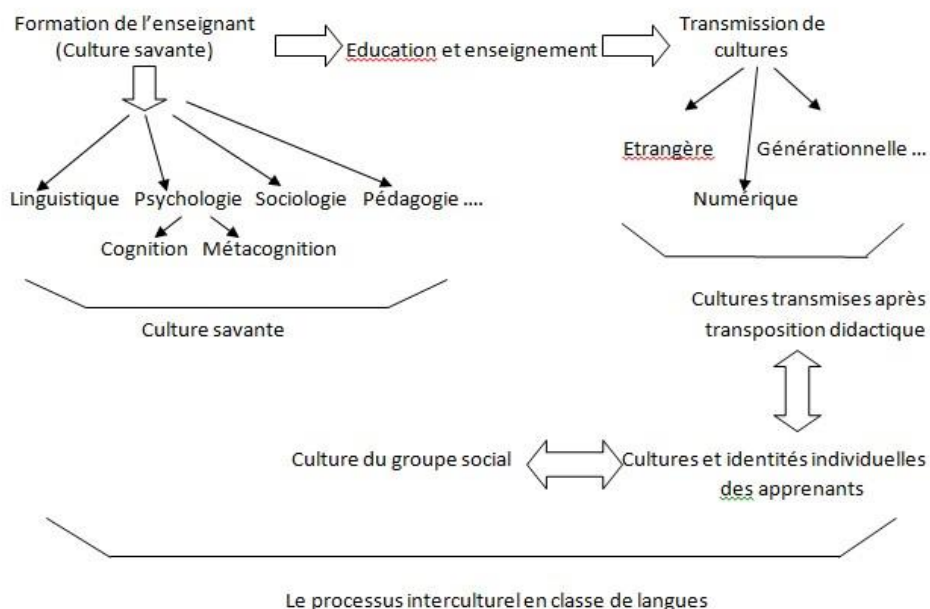 Formation de l’enseignant
(Culture savante)
Education et enseignement
Transmission de
cultures
Etrangère
Générationnelle ...
Numérique
Linguistique Psychologie Sociologie Pédagogie ....
Cognition Métacognition
Culture savante
Cultures transmises après
transposition didactique
Culture du groupe social
Cultures et identités individuelles
des apprenants
Le processus interculturel en classe de langues